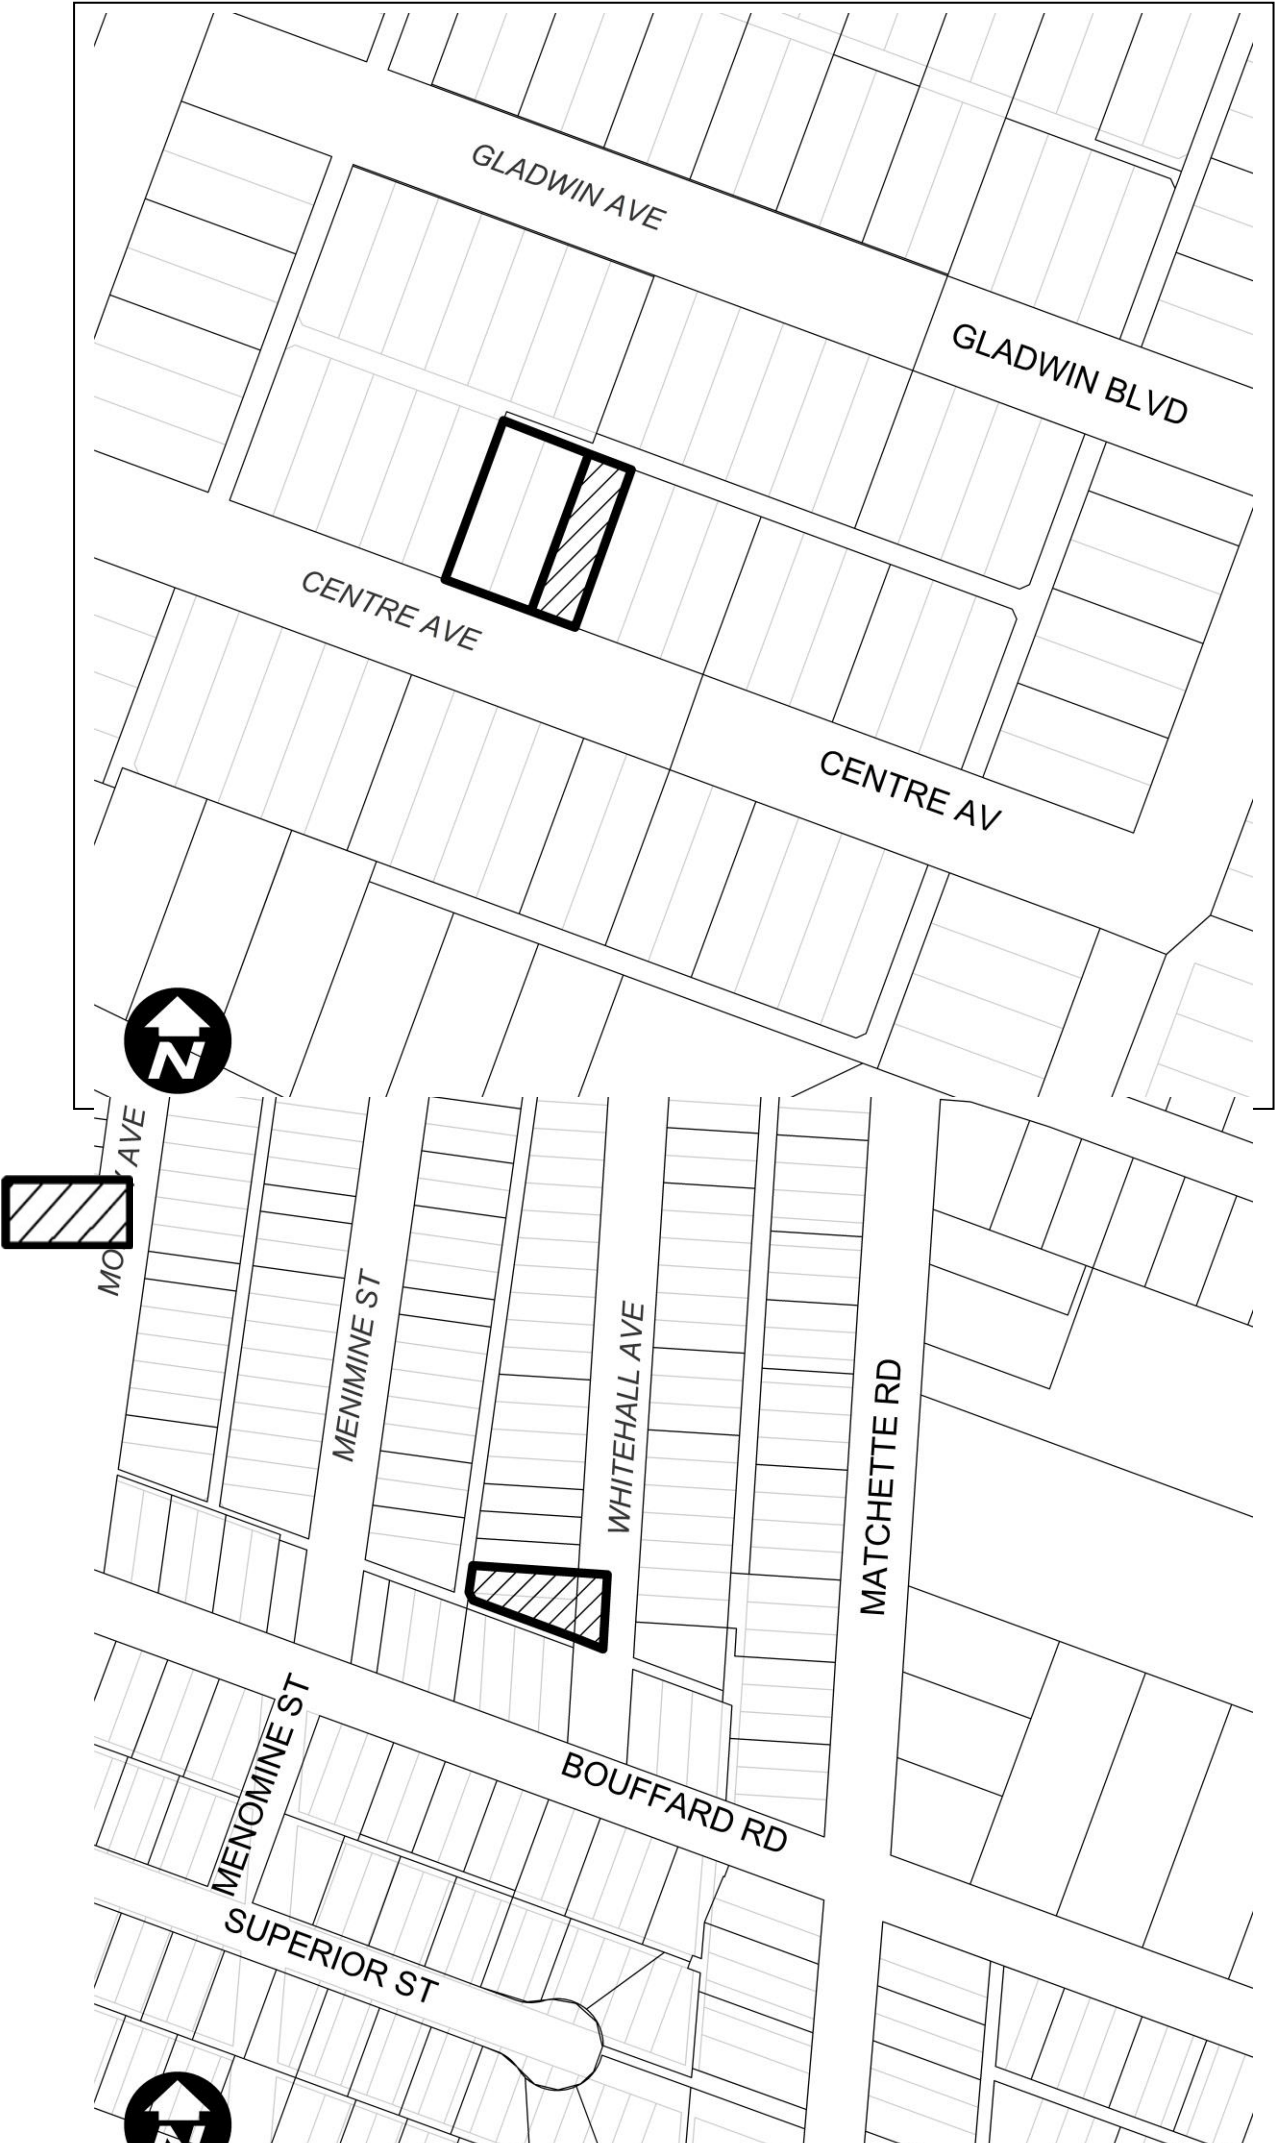 GLADWIN AVE
GLADWIN BLVD
CENTRE AVE
CENTRE AV
N
AVE
MENIMINE ST
WHITEHALL AVE
MATCHETTE RD
MENOMINE ST
BOUFFARD RD
SUPERIOR ST
N